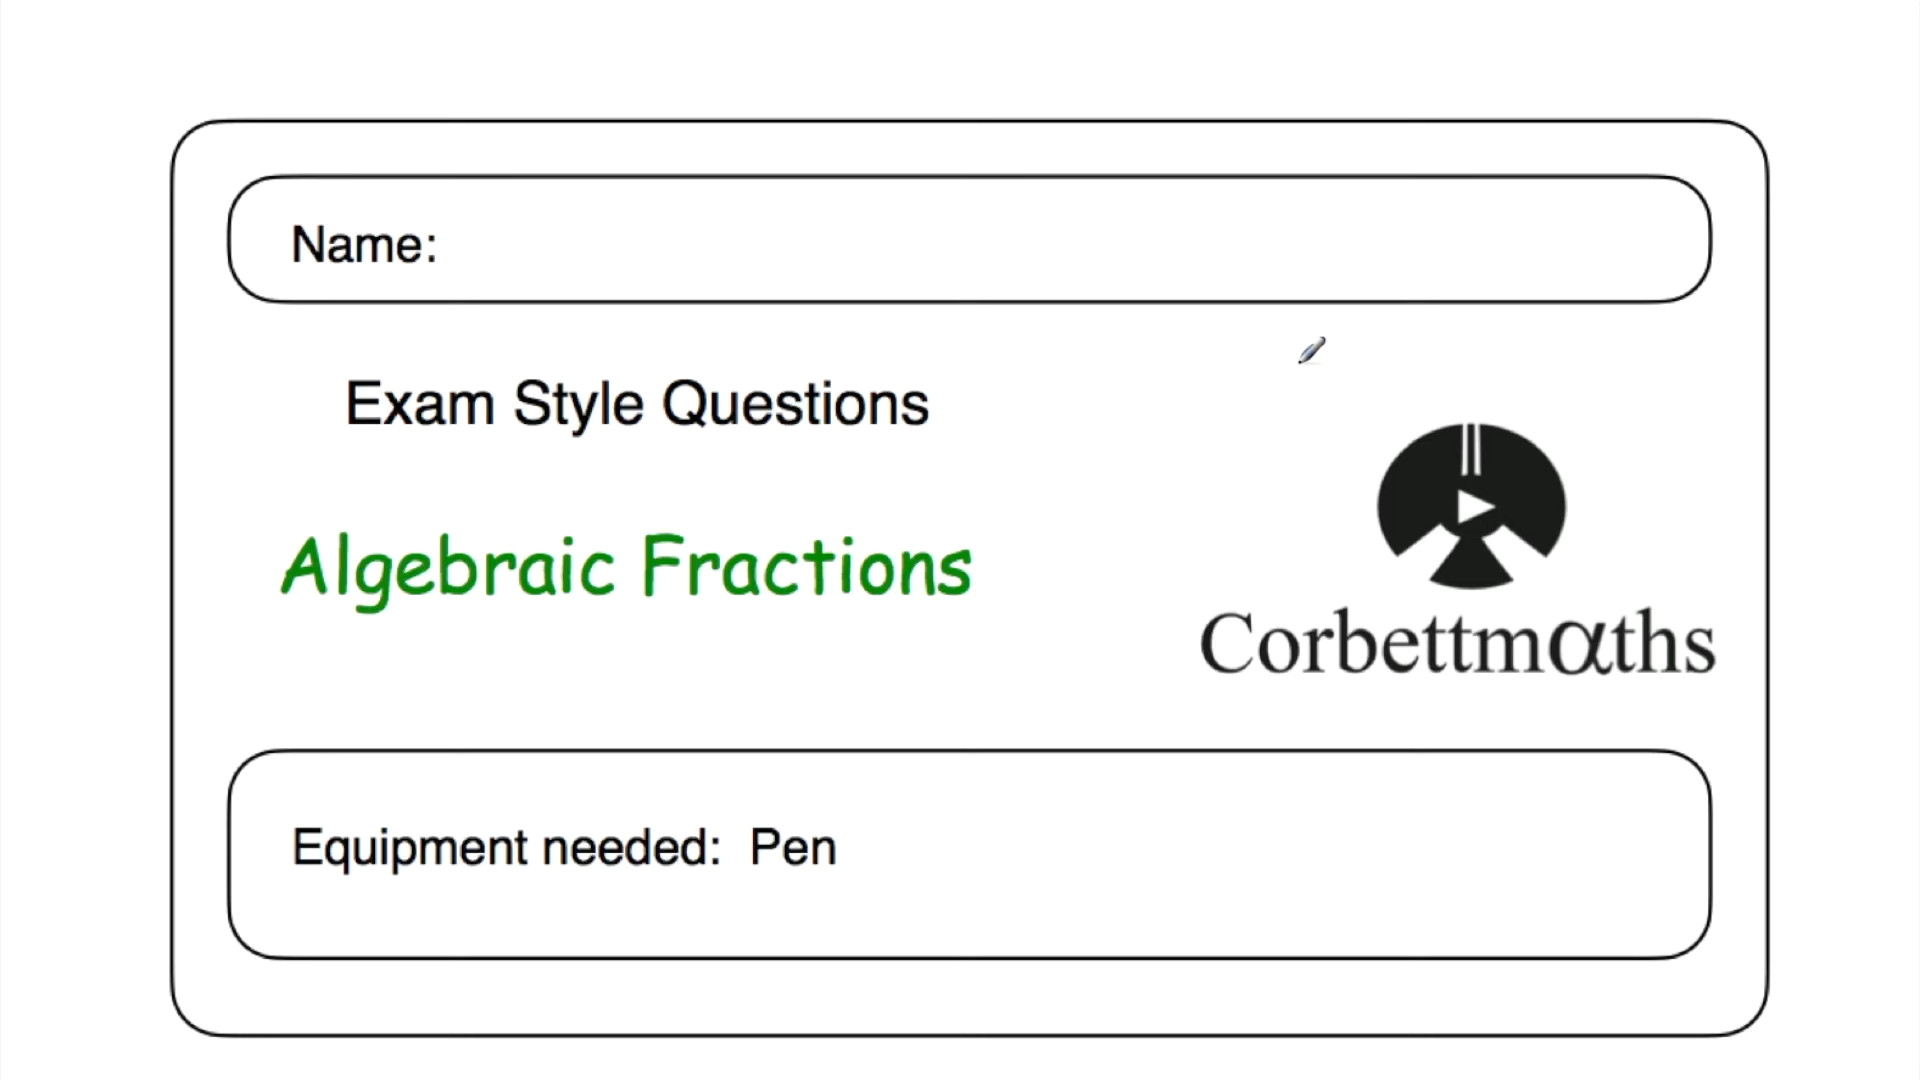 Name:
Exam Style Questions
Algebraic Fractions
Corbettmαths
Equipment needed: Pen